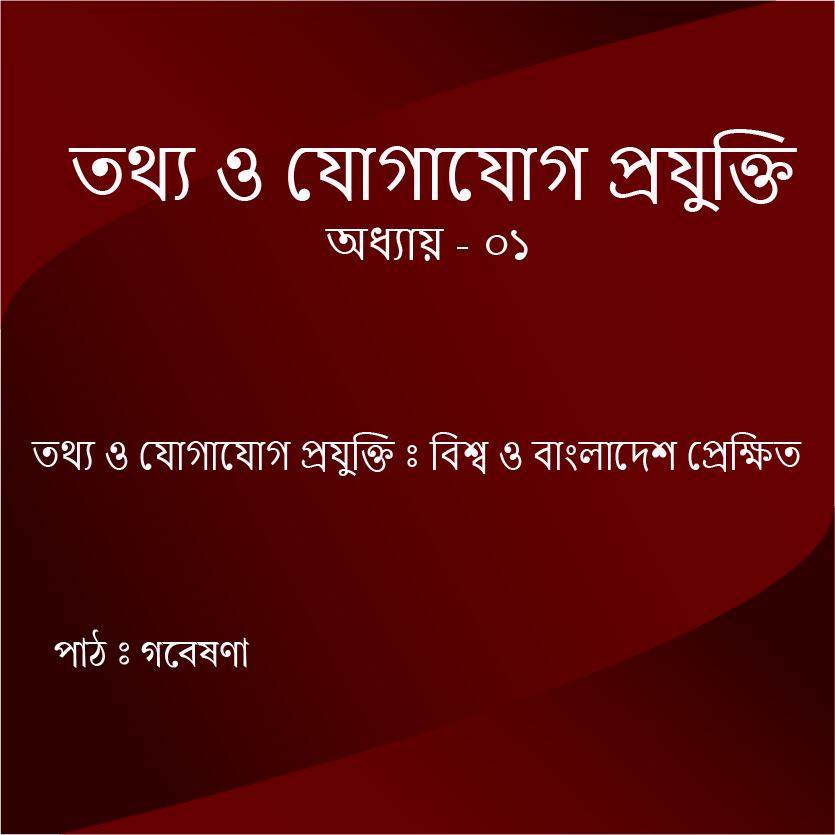 তথ্য ও যোগাযোগ প্রযুক্তি
অধ্যায় - ০১
তথ্য ও যোগাযোগ প্রযুক্তি ঃ বিশ্ব ও বাংলাদেশ প্রেক্ষিত
পাঠ ঃ গবেষণা